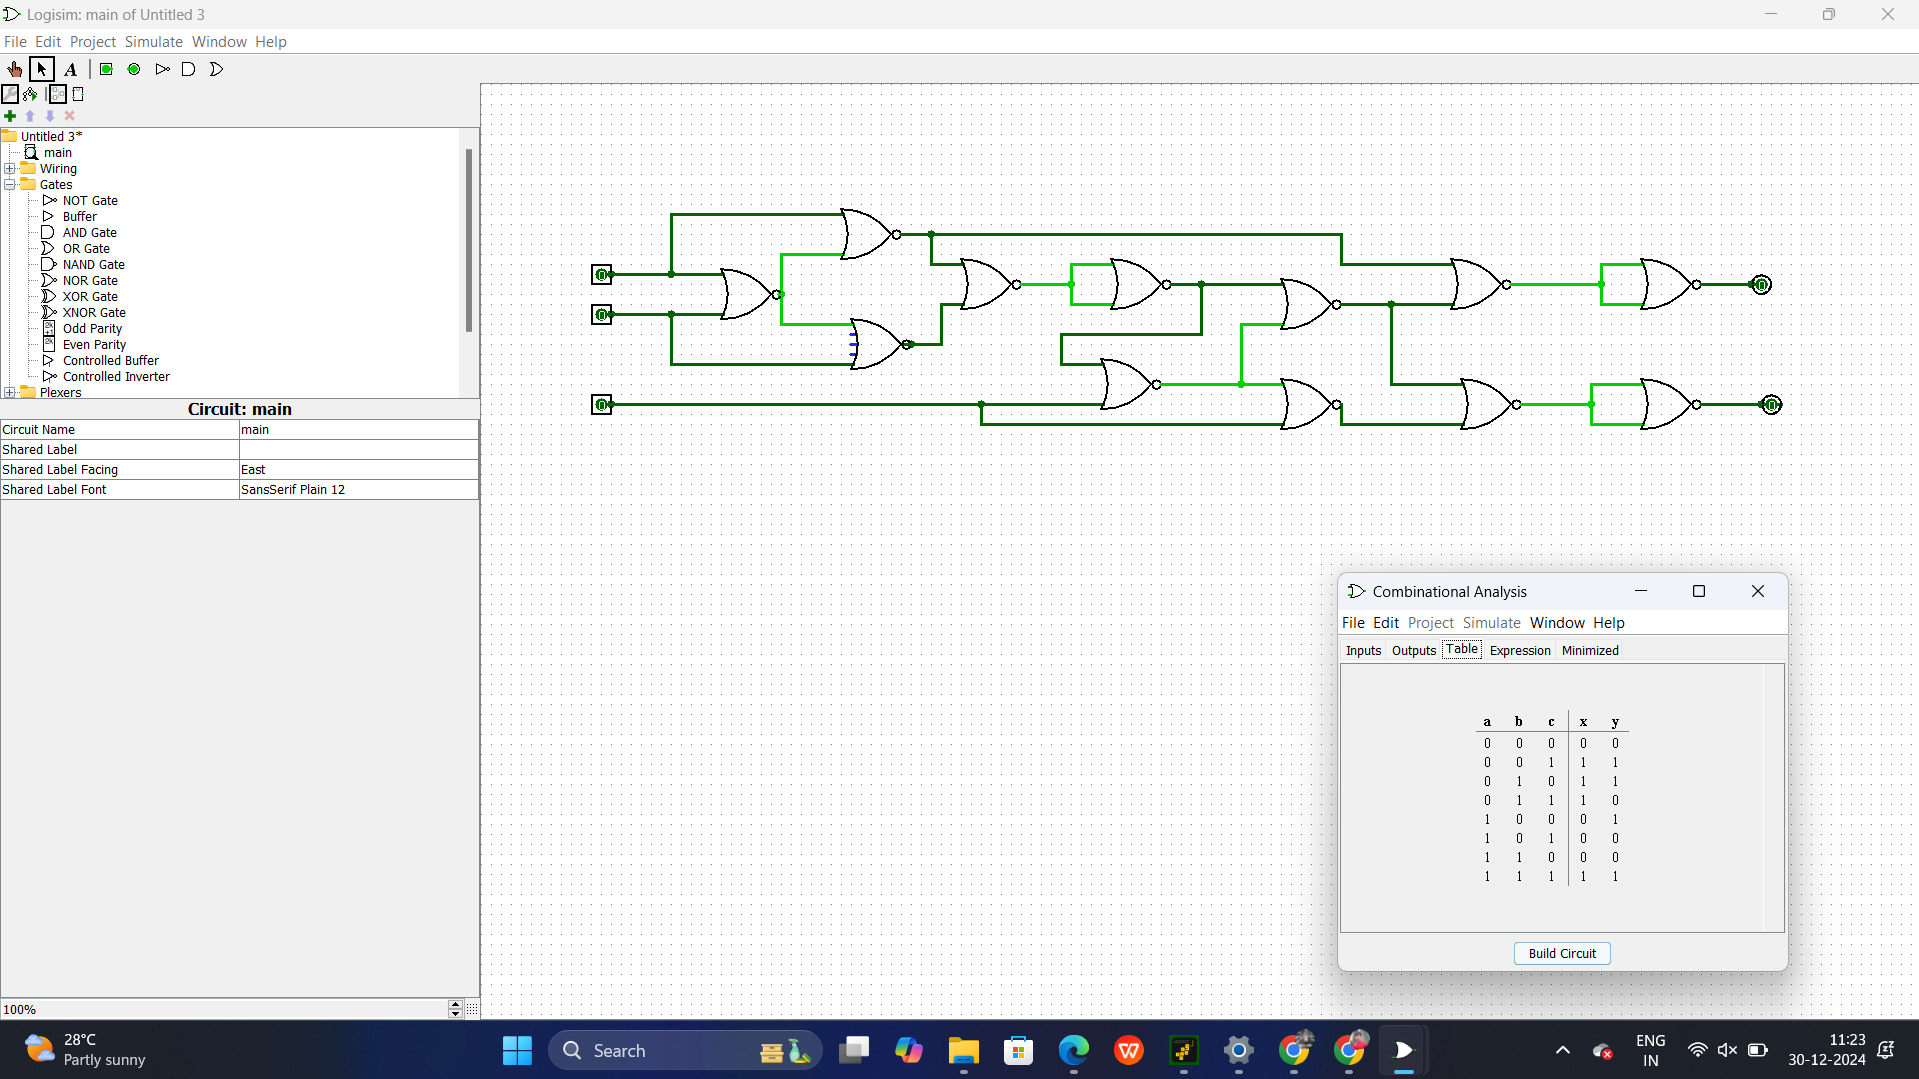 Logisim: main of Untitled 3
File Edit Project Simulate Window Help
A
Untitled 3*
main
Wiring
Gates
NOT Gate
Buffer
AND Gate
OR Gate
NAND Gate
NOR Gate
XOR Gate
XNOR Gate
Odd Parity
Even Parity
Controlled Buffer
Controlled Inverter
Plexers
Circuit: main
Circuit Name main
Shared Label
Shared Label Facing East
Shared Label Font SansSerif Plain 12
100%
Combinational Analysis
File Edit Project Simulate Window Help
Inputs Outputs Table Expression Minimized
a b c x y
0 0 0 0 0
0 0 1 1 1
0 1 0 1 1
0 1 1 1 0
1 0 0 0 1
1 0 1 0 0
1 1 0 0 0
1 1 1 1 1
Build Circuit
28°C
Partly sunny
Search
ENG
IN
11:23
30-12-2024